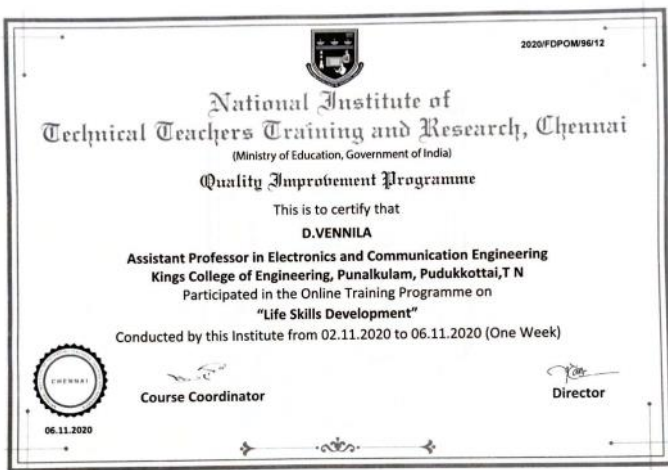 2020/FDPOM/96/12
National Institute of
Technical Teachers Training and Research, Chennai
(Ministry of Education, Government of India)
Quality Improvement Programme
This is to certify that
D.VENNILA
Assistant Professor in Electronics and Communication Engineering
Kings College of Engineering, Punalkulam, Pudukkottai,T N
Participated in the Online Training Programme on
“Life Skills Development”
Conducted by this Institute from 02.11.2020 to 06.11.2020 (One Week)
CHENNAI
Course Coordinator
Director
06.11.2020